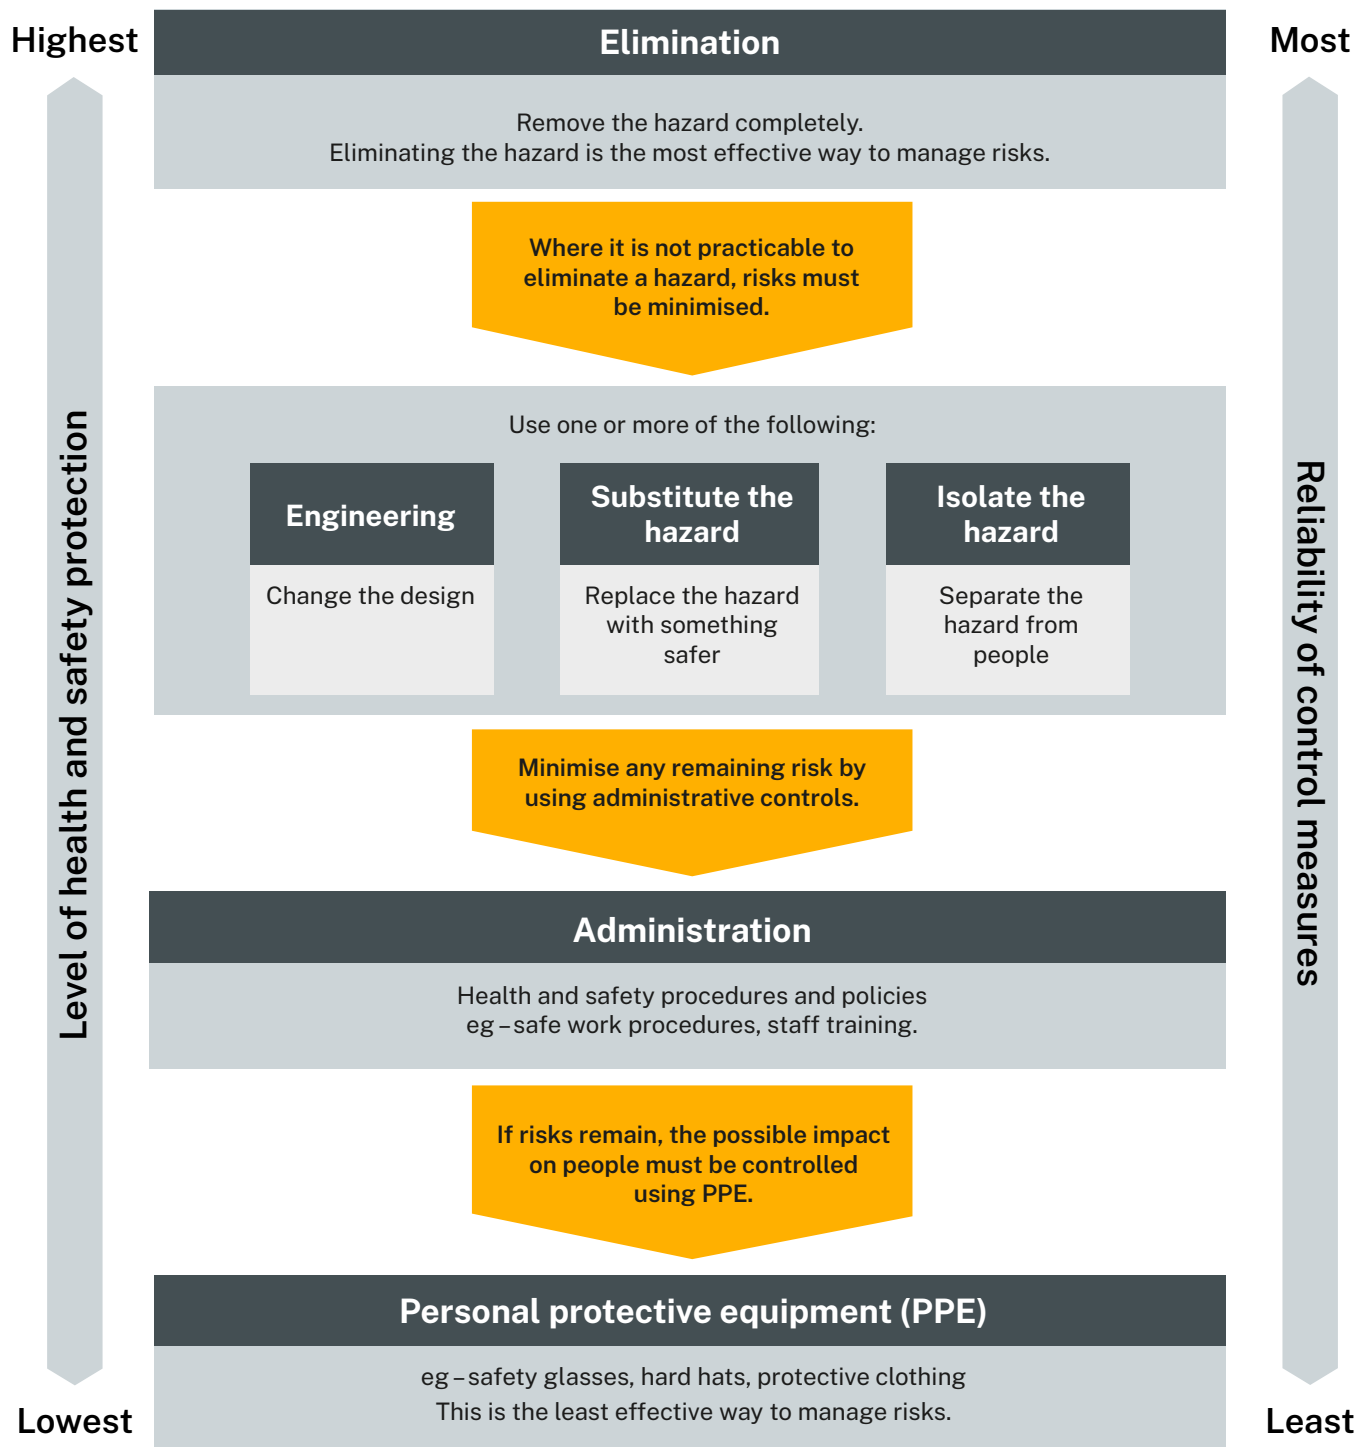 Highest
Most
Elimination
Remove the hazard completely.
Eliminating the hazard is the most effective way to manage risks.
Where it is not practicable to
eliminate a hazard, risks must
be minimised.
Level of health and safety protection
Reliability of control measures
Use one or more of the following:
Engineering
Change the design
Substitute the
hazard
Replace the hazard
with something
safer
Isolate the
hazard
Separate the
hazard from
people
Minimise any remaining risk by
using administrative controls.
Administration
Health and safety procedures and policies
eg – safe work procedures, staff training.
If risks remain, the possible impact
on people must be controlled
using PPE.
Personal protective equipment (PPE)
eg – safety glasses, hard hats, protective clothing
This is the least effective way to manage risks.
Lowest
Least